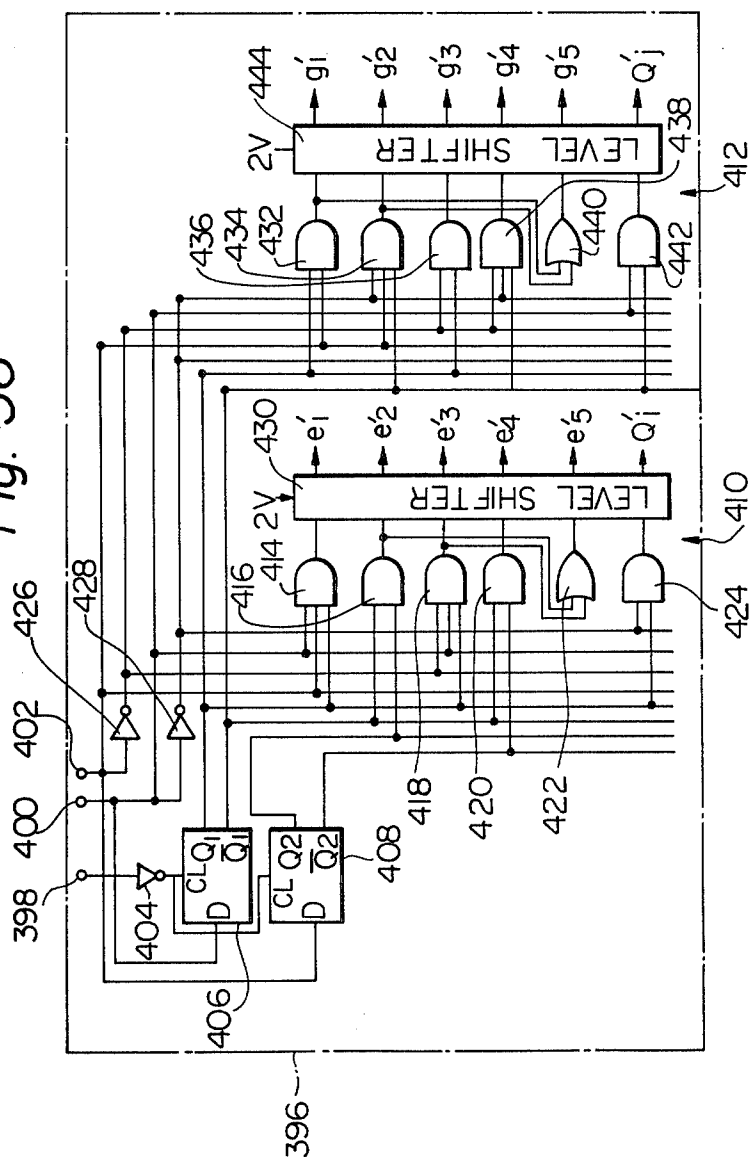 Fig.
398
400
402
426
428
404
CL
Q1
Q̅1
D
406
CL
Q2
Q̅2
D
408
396
416
414
2V
430
LEVEL SHIFTER
e'1
e'2
e'3
e'4
e'5
Q'i
418
420
422
424
410
436
434
432
2V
444
LEVEL SHIFTER
g'1
g'2
g'3
g'4
g'5
Q'j
438
440
442
412